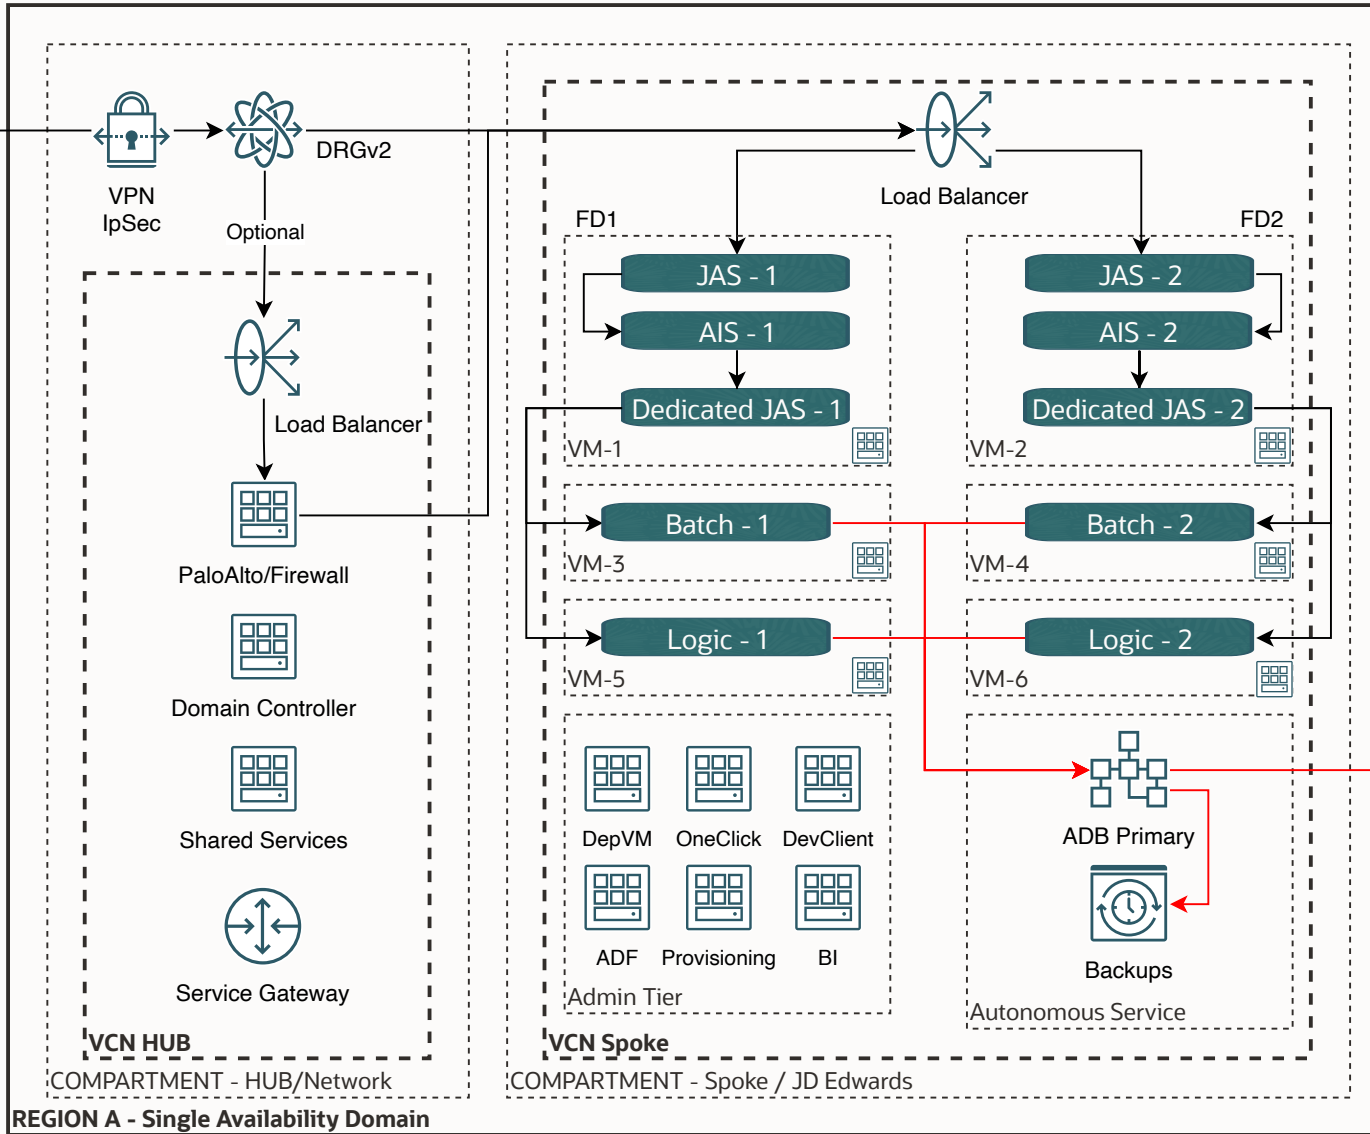 VPN
IpSec
DRGv2
Optional
Load Balancer
PaloAlto/Firewall
Domain Controller
Shared Services
Service Gateway
VCN HUB
COMPARTMENT - HUB/Network
Load Balancer
FD1
FD2
JAS - 1
AIS - 1
Dedicated JAS - 1
VM-1
JAS - 2
AIS - 2
Dedicated JAS - 2
VM-2
Batch - 1
VM-3
Batch - 2
VM-4
Logic - 1
VM-5
Logic - 2
VM-6
DepVM
OneClick
DevClient
ADF
Provisioning
BI
Admin Tier
ADB Primary
Backups
Autonomous Service
VCN Spoke
COMPARTMENT - Spoke / JD Edwards
REGION A - Single Availability Domain